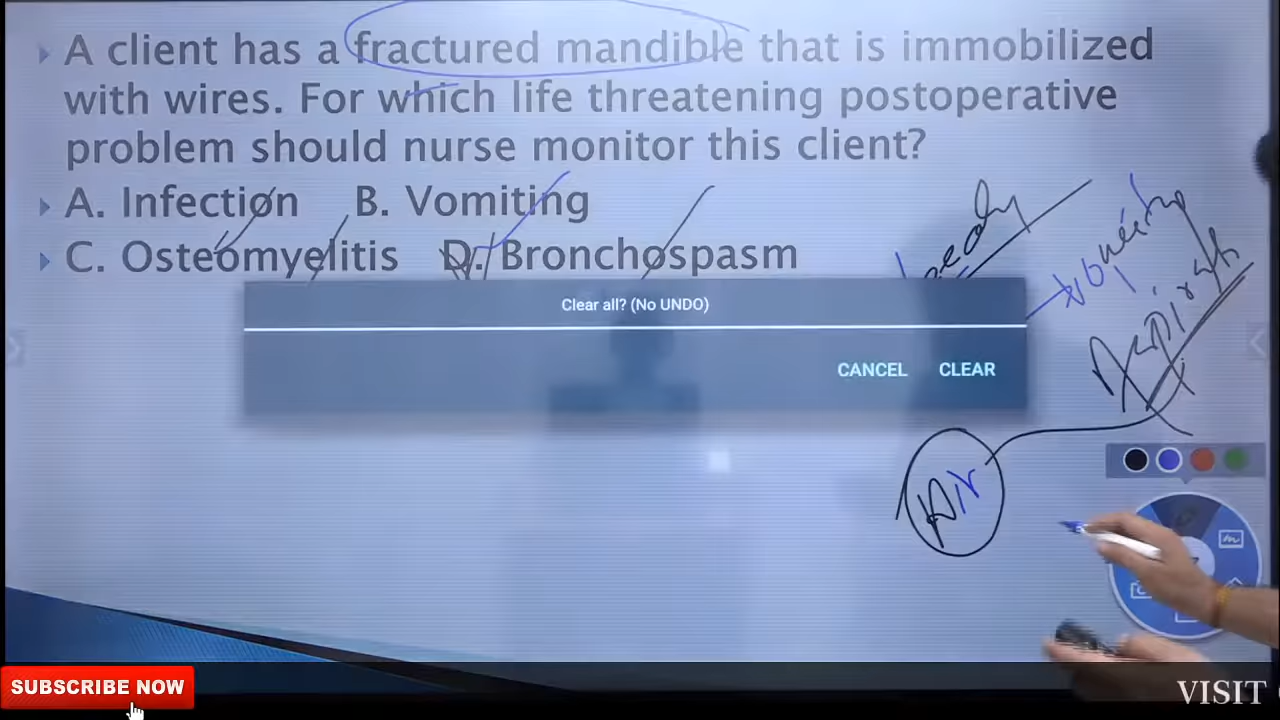 A client has a fractured mandible that is immobilized
with wires. For which life threatening postoperative
problem should nurse monitor this client?
A. Infection B. Vomiting
C. Osteomyelitis D. Bronchospasm
Clear all? (No UNDO)
CANCEL CLEAR
Air
SUBSCRIBE NOW
VISIT